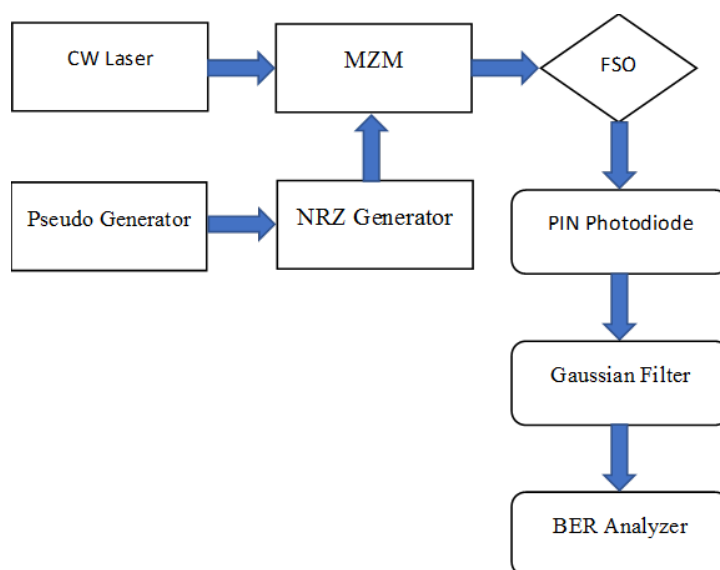 CW Laser
MZM
FSO
Pseudo Generator
NRZ Generator
PIN Photodiode
Gaussian Filter
BER Analyzer